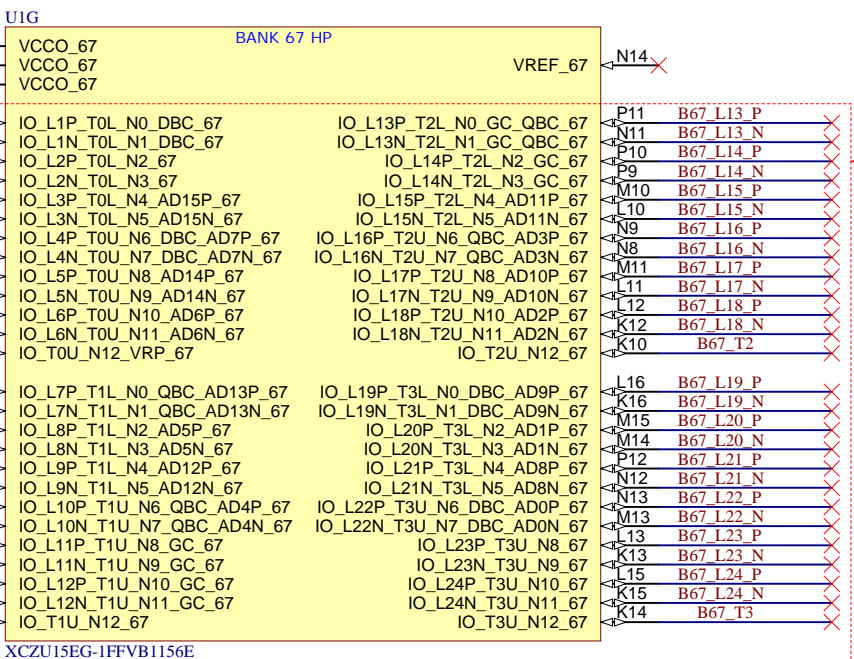 U1G
BANK 67 HP
VCCO_67
VCCO_67 VREF_67 N14
VCCO_67
IO_L1P_T0L_N0_DBC_67 IO_L13P_T2L_N0_GC_QBC_67 P11 B67_L13_P
IO_L1N_T0L_N1_DBC_67 IO_L13N_T2L_N1_GC_QBC_67 N11 B67_L13_N
IO_L2P_T0L_N2_67 IO_L14P_T2L_N2_GC_67 P10 B67_L14_P
IO_L2N_T0L_N3_67 IO_L14N_T2L_N3_GC_67 P9 B67_L14_N
IO_L3P_T0L_N4_AD15P_67 IO_L15P_T2L_N4_AD11P_67 M10 B67_L15_P
IO_L3N_T0L_N5_AD15N_67 IO_L15N_T2L_N5_AD11N_67 L10 B67_L15_N
IO_L4P_T0U_N6_DBC_AD7P_67 IO_L16P_T2U_N6_QBC_AD3P_67 N9 B67_L16_P
IO_L4N_T0U_N7_DBC_AD7N_67 IO_L16N_T2U_N7_QBC_AD3N_67 N8 B67_L16_N
IO_L5P_T0U_N8_AD14P_67 IO_L17P_T2U_N8_AD10P_67 M11 B67_L17_P
IO_L5N_T0U_N9_AD14N_67 IO_L17N_T2U_N9_AD10N_67 L11 B67_L17_N
IO_L6P_T0U_N10_AD6P_67 IO_L18P_T2U_N10_AD2P_67 L12 B67_L18_P
IO_L6N_T0U_N11_AD6N_67 IO_L18N_T2U_N11_AD2N_67 K12 B67_L18_N
IO_T0U_N12_VRP_67 IO_T2U_N12_67 K10 B67_T2
IO_L7P_T1L_N0_QBC_AD13P_67 IO_L19P_T3L_N0_DBC_AD9P_67 L16 B67_L19_P
IO_L7N_T1L_N1_QBC_AD13N_67 IO_L19N_T3L_N1_DBC_AD9N_67 K16 B67_L19_N
IO_L8P_T1L_N2_AD5P_67 IO_L20P_T3L_N2_AD1P_67 M15 B67_L20_P
IO_L8N_T1L_N3_AD5N_67 IO_L20N_T3L_N3_AD1N_67 M14 B67_L20_N
IO_L9P_T1L_N4_AD12P_67 IO_L21P_T3L_N4_AD8P_67 P12 B67_L21_P
IO_L9N_T1L_N5_AD12N_67 IO_L21N_T3L_N5_AD8N_67 N12 B67_L21_N
IO_L10P_T1U_N6_QBC_AD4P_67 IO_L22P_T3U_N6_DBC_AD0P_67 N13 B67_L22_P
IO_L10N_T1U_N7_QBC_AD4N_67 IO_L22N_T3U_N7_DBC_AD0N_67 M13 B67_L22_N
IO_L11P_T1U_N8_GC_67 IO_L23P_T3U_N8_67 L13 B67_L23_P
IO_L11N_T1U_N9_GC_67 IO_L23N_T3U_N9_67 K13 B67_L23_N
IO_L12P_T1U_N10_GC_67 IO_L24P_T3U_N10_67 L15 B67_L24_P
IO_L12N_T1U_N11_GC_67 IO_L24N_T3U_N11_67 K15 B67_L24_N
IO_T1U_N12_67 IO_T3U_N12_67 K14 B67_T3
XCZU15EG-1FFVB1156E